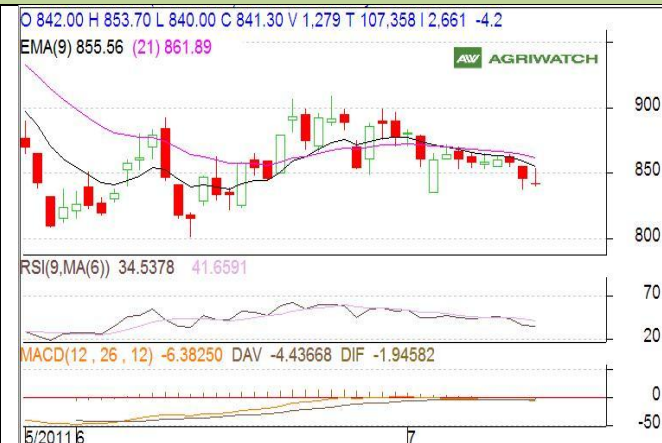 O 842.00 H 853.70 L 840.00 C 841.30 V 1,279 T 107,358 I 2,661 -4.2
EMA(9) 855.56 (21) 861.89
AW AGRIWATCH
900
850
800
RSI(9,MA(6)) 34.5378 41.6591
70
20
MACD(12 , 26 , 12) -6.38250 DAV -4.43668 DIF -1.94582
0
-50
5/2011 6 7